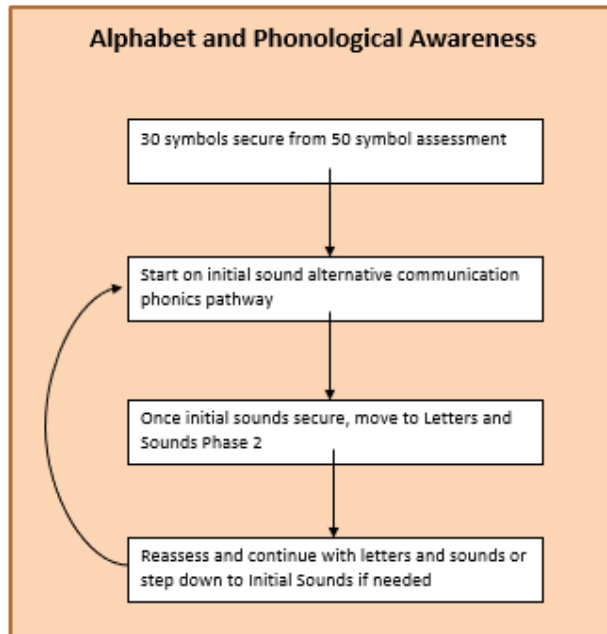 Alphabet and Phonological Awareness
30 symbols secure from 50 symbol assessment
Start on initial sound alternative communication
phonics pathway
Once initial sounds secure, move to Letters and
Sounds Phase 2
Reassess and continue with letters and sounds or
step down to Initial Sounds if needed